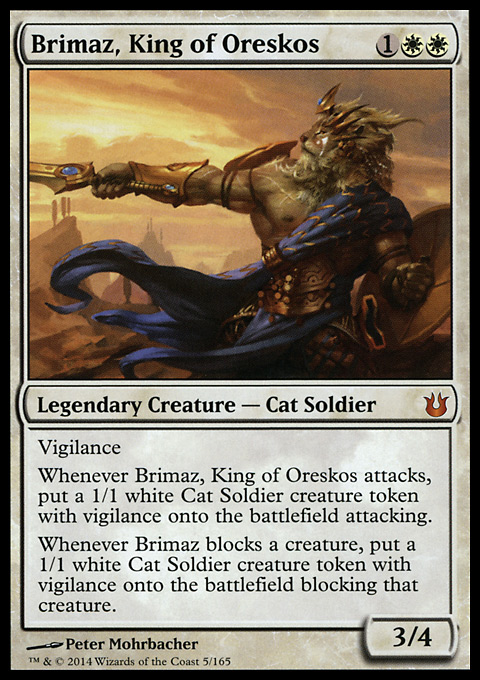 Brimaz, King of Oreskos 1
Legendary Creature — Cat Soldier
Vigilance
Whenever Brimaz, King of Oreskos attacks,
put a 1/1 white Cat Soldier creature token
with vigilance onto the battlefield attacking.
Whenever Brimaz blocks a creature, put a
1/1 white Cat Soldier creature token with
vigilance onto the battlefield blocking that
creature.
3/4
Peter Mohrbacher
™ & © 2014 Wizards of the Coast 5/165